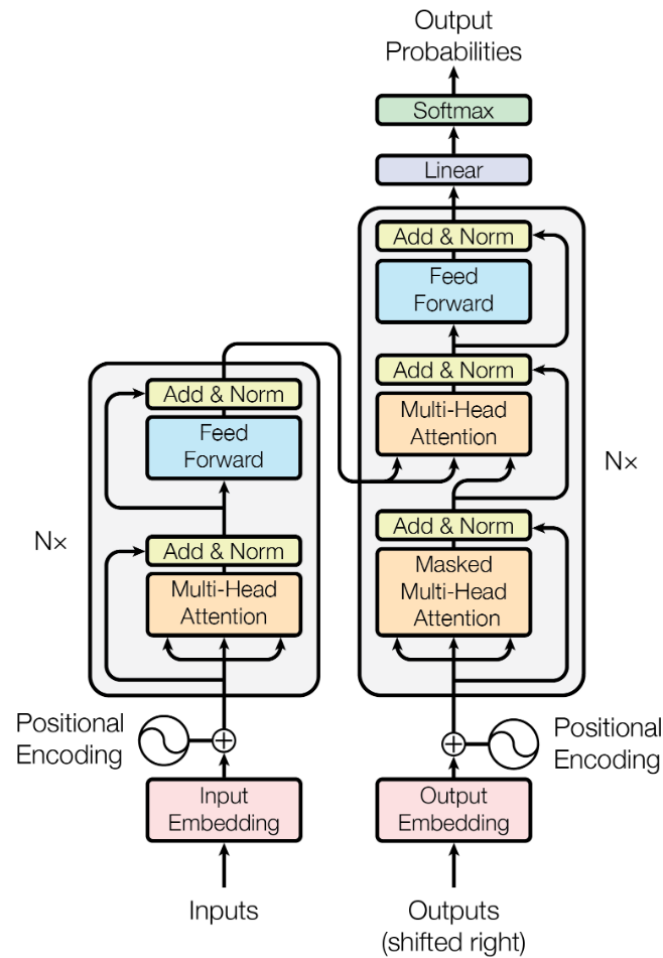 Output
Probabilities
Softmax
Linear
Add & Norm
Feed
Forward
Add & Norm
Multi-Head
Attention
Add & Norm
Masked
Multi-Head
Attention
Nx
Add & Norm
Feed
Forward
Add & Norm
Multi-Head
Attention
Nx
Positional
Encoding
Positional
Encoding
Input
Embedding
Output
Embedding
Inputs
Outputs
(shifted right)